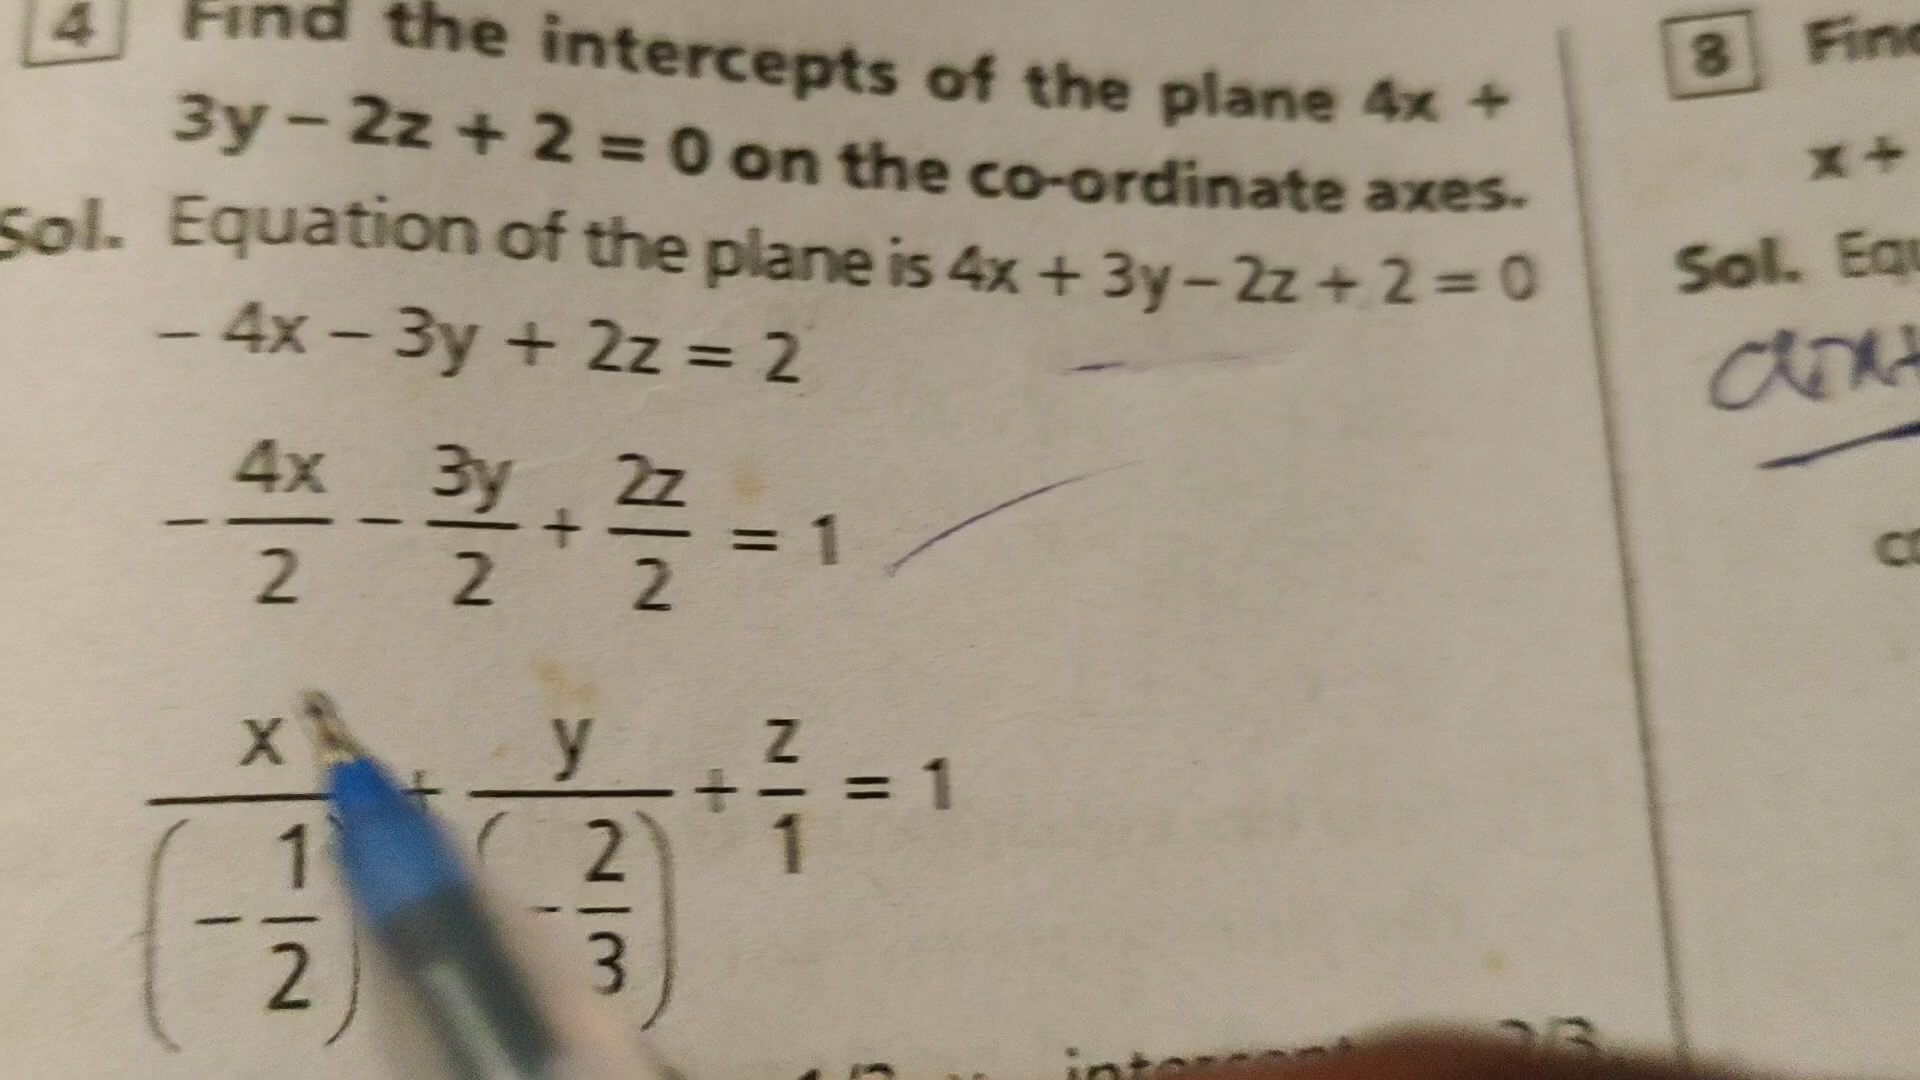 4 Find the intercepts of the plane 4x +
3y – 2z + 2 = 0 on the co-ordinate axes.
Sol. Equation of the plane is 4x + 3y – 2z + 2 = 0
– 4x – 3y + 2z = 2
– 4x/2 – 3y/2 + 2z/2 = 1
x/(– 1/2) + y/(– 2/3) + z/1 = 1
8 Find
x +
Sol. Equ